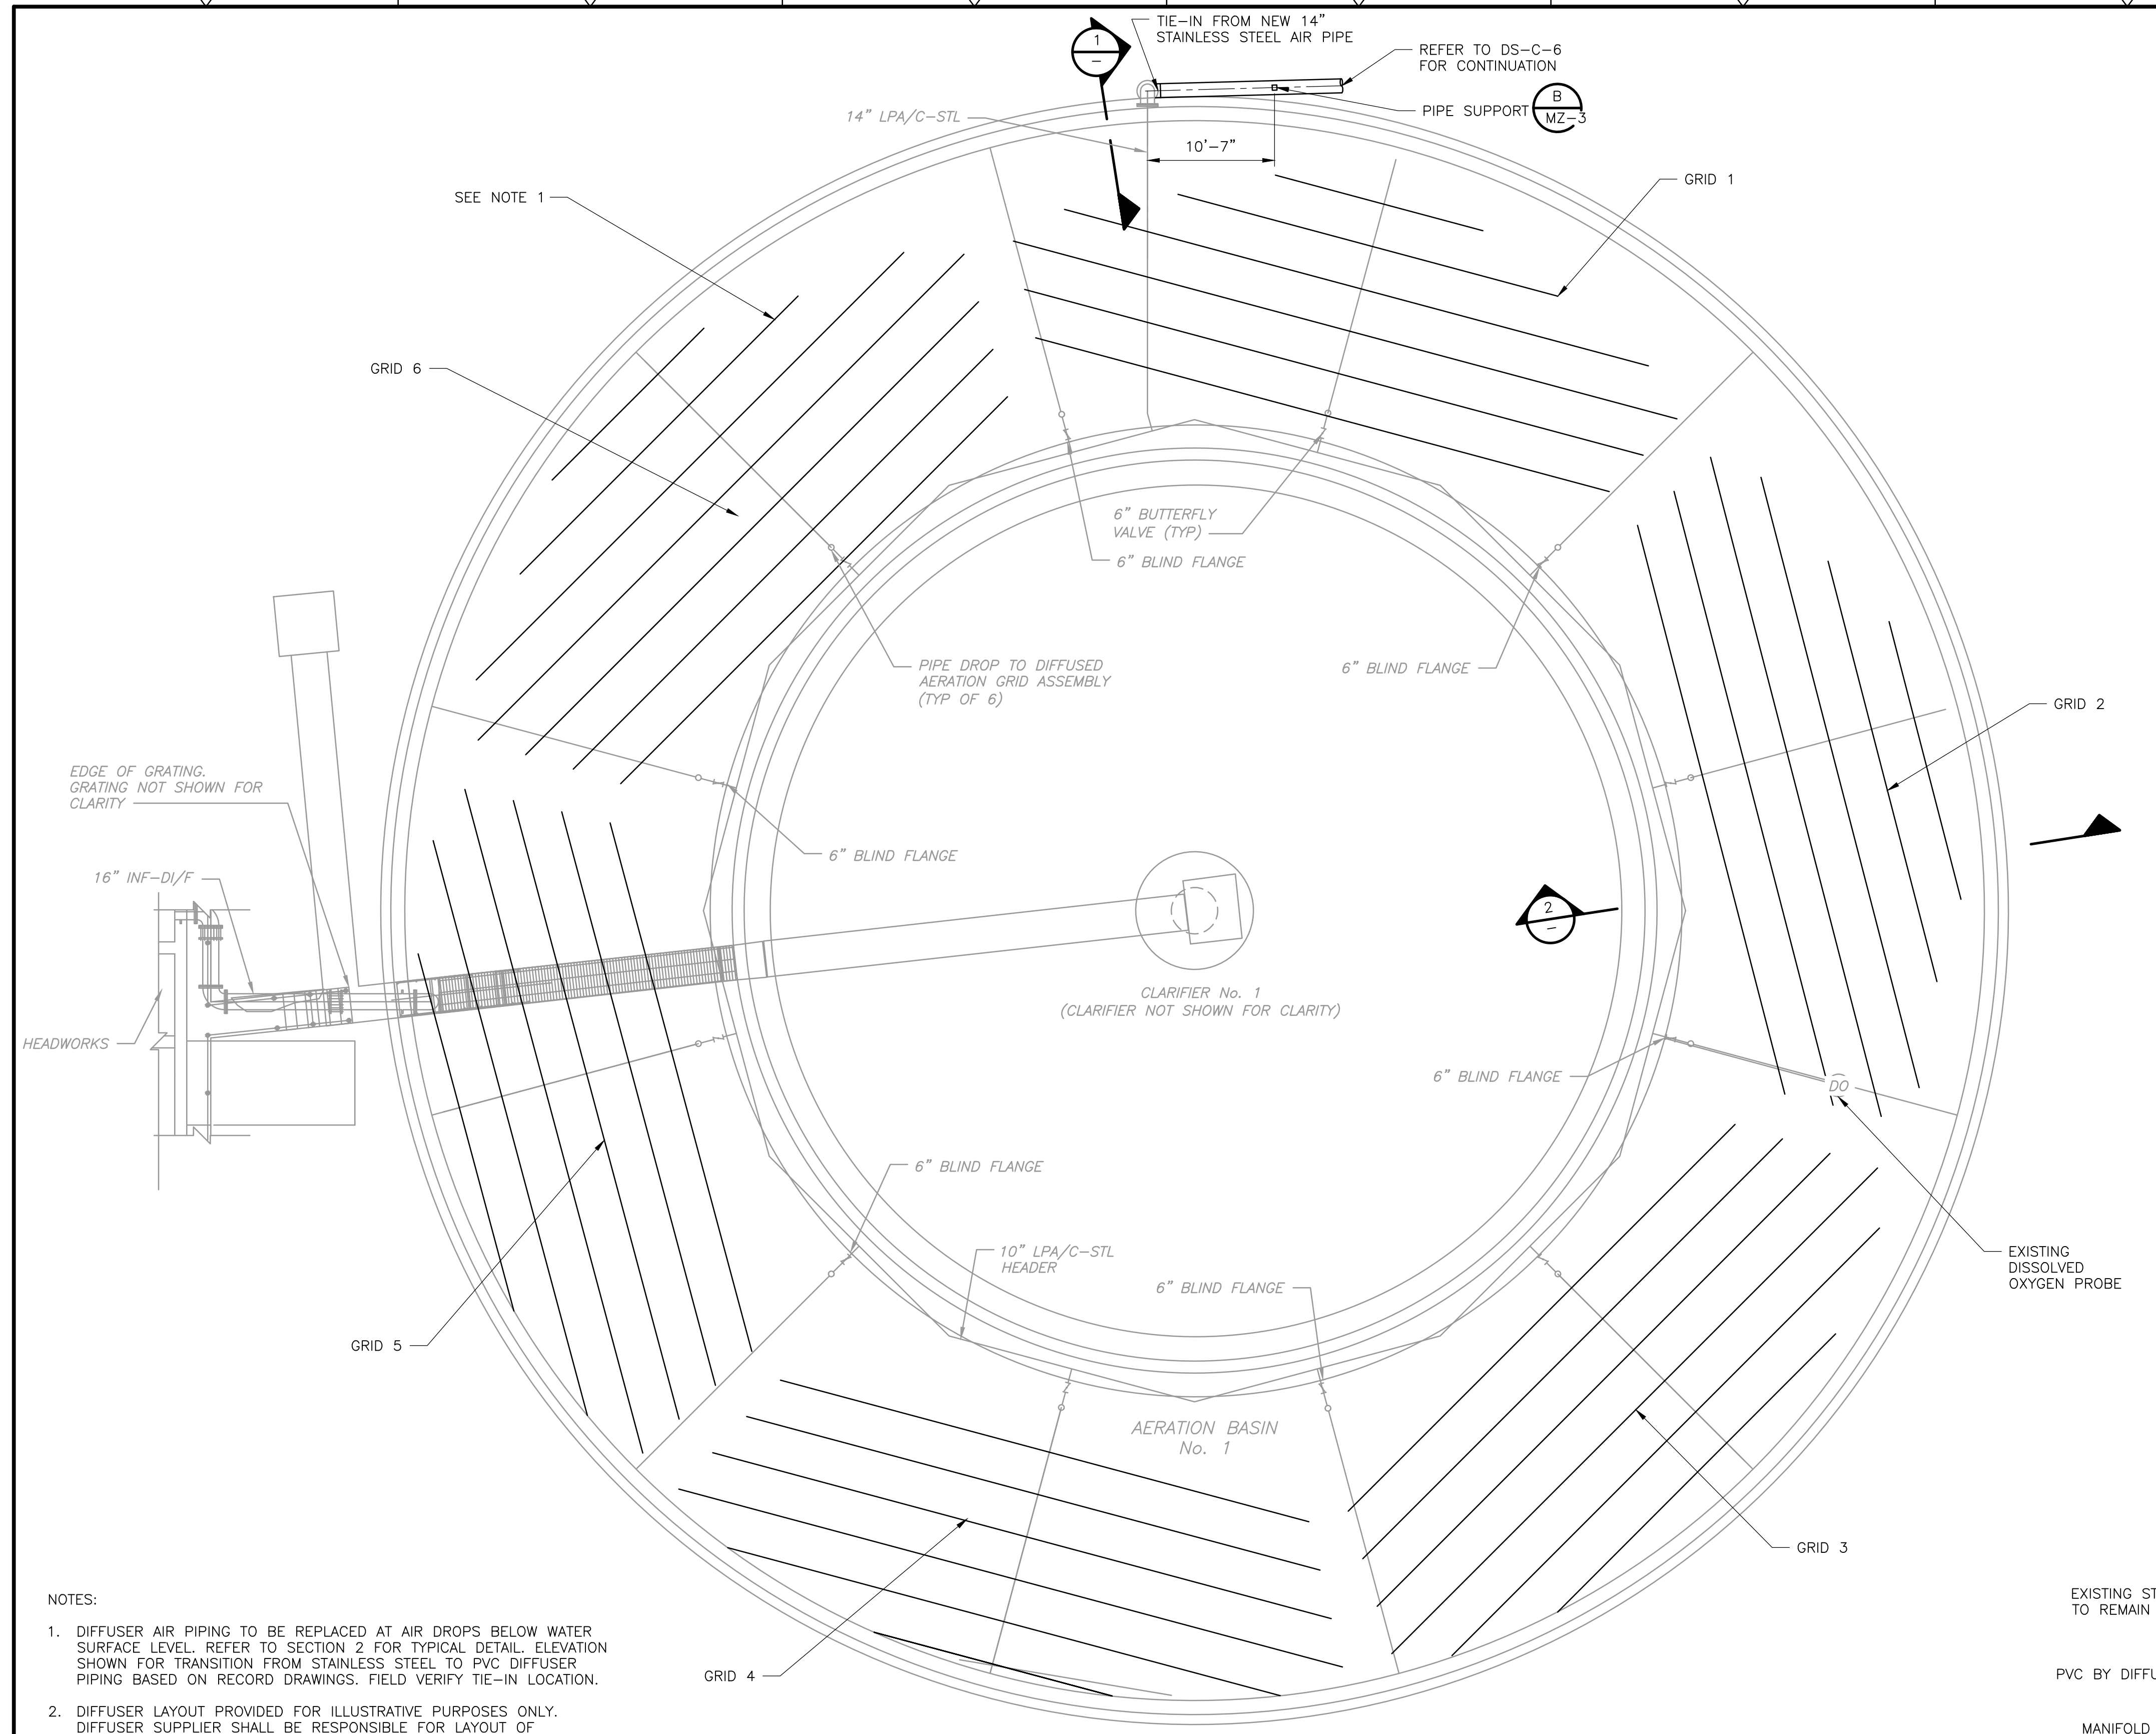 TIE-IN FROM NEW 14"
STAINLESS STEEL AIR PIPE
1
-
REFER TO DS-C-6
FOR CONTINUATION
PIPE SUPPORT
B
MZ-3
14" LPA/C-STL
10'-7"
GRID 1
SEE NOTE 1
GRID 6
6" BUTTERFLY
VALVE (TYP)
6" BLIND FLANGE
PIPE DROP TO DIFFUSED
AERATION GRID ASSEMBLY
(TYP OF 6)
6" BLIND FLANGE
GRID 2
EDGE OF GRATING.
GRATING NOT SHOWN FOR
CLARITY
6" BLIND FLANGE
16" INF-DI/F
2
-
CLARIFIER No. 1
(CLARIFIER NOT SHOWN FOR CLARITY)
HEADWORKS
6" BLIND FLANGE
DO
6" BLIND FLANGE
10" LPA/C-STL
HEADER
EXISTING
DISSOLVED
OXYGEN PROBE
6" BLIND FLANGE
GRID 5
AERATION BASIN
No. 1
GRID 3
GRID 4
NOTES:
1. DIFFUSER AIR PIPING TO BE REPLACED AT AIR DROPS BELOW WATER
SURFACE LEVEL. REFER TO SECTION 2 FOR TYPICAL DETAIL. ELEVATION
SHOWN FOR TRANSITION FROM STAINLESS STEEL TO PVC DIFFUSER
PIPING BASED ON RECORD DRAWINGS. FIELD VERIFY TIE-IN LOCATION.
2. DIFFUSER LAYOUT PROVIDED FOR ILLUSTRATIVE PURPOSES ONLY.
DIFFUSER SUPPLIER SHALL BE RESPONSIBLE FOR LAYOUT OF
EXISTING
TO REMAIN
PVC BY
MANIFOLD